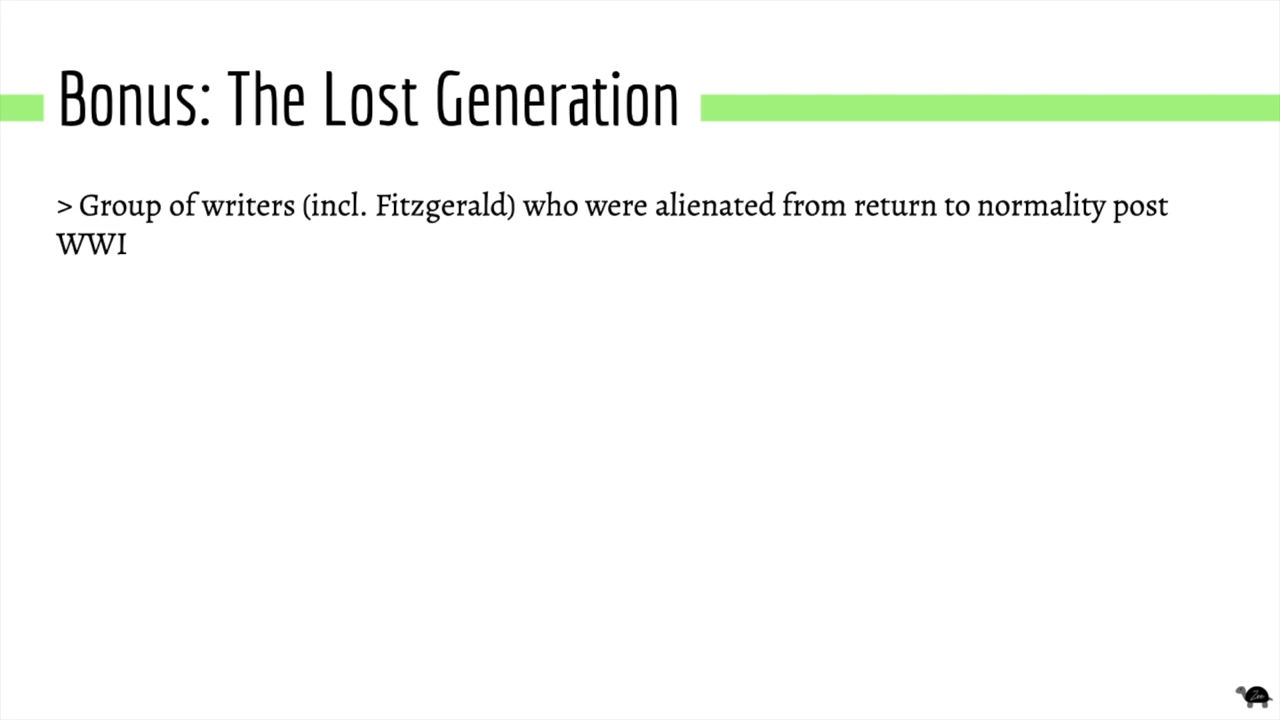 Bonus: The Lost Generation
> Group of writers (incl. Fitzgerald) who were alienated from return to normality post
WWI